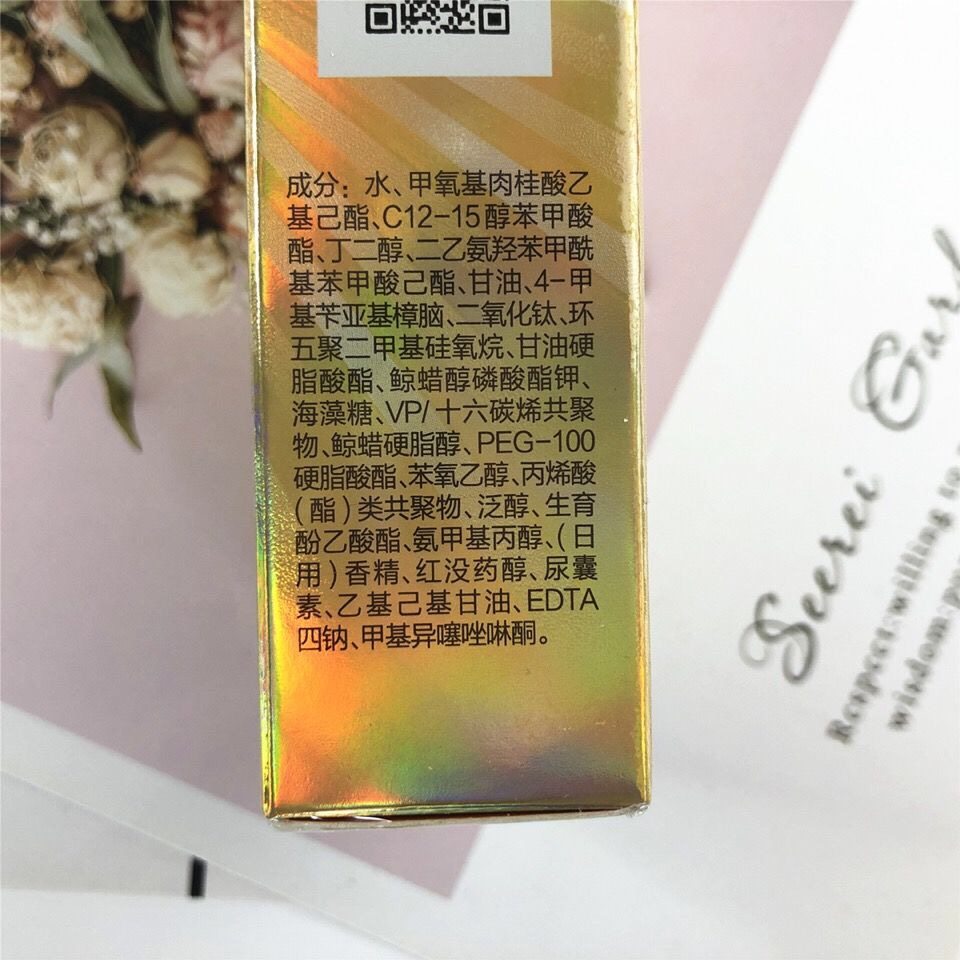 成分：水、甲氧基肉桂酸乙
基己酯、C12-15醇苯甲酸
酯、丁二醇、二乙氨羟苯甲酰
基苯甲酸己酯、甘油、4-甲
基苄亚基樟脑、二氧化钛、环
五聚二甲基硅氧烷、甘油硬
脂酸酯、鲸蜡醇磷酸酯钾、
海藻糖、VP/十六碳烯共聚
物、鲸蜡硬脂醇、PEG-100
硬脂酸酯、苯氧乙醇、丙烯酸
(酯)类共聚物、泛醇、生育
酚乙酸酯、氨甲基丙醇、(日
用)香精、红没药醇、尿囊
素、乙基己基甘油、EDTA
四钠、甲基异噻唑啉酮。
Seerei
Respect:willing to
wisdom: